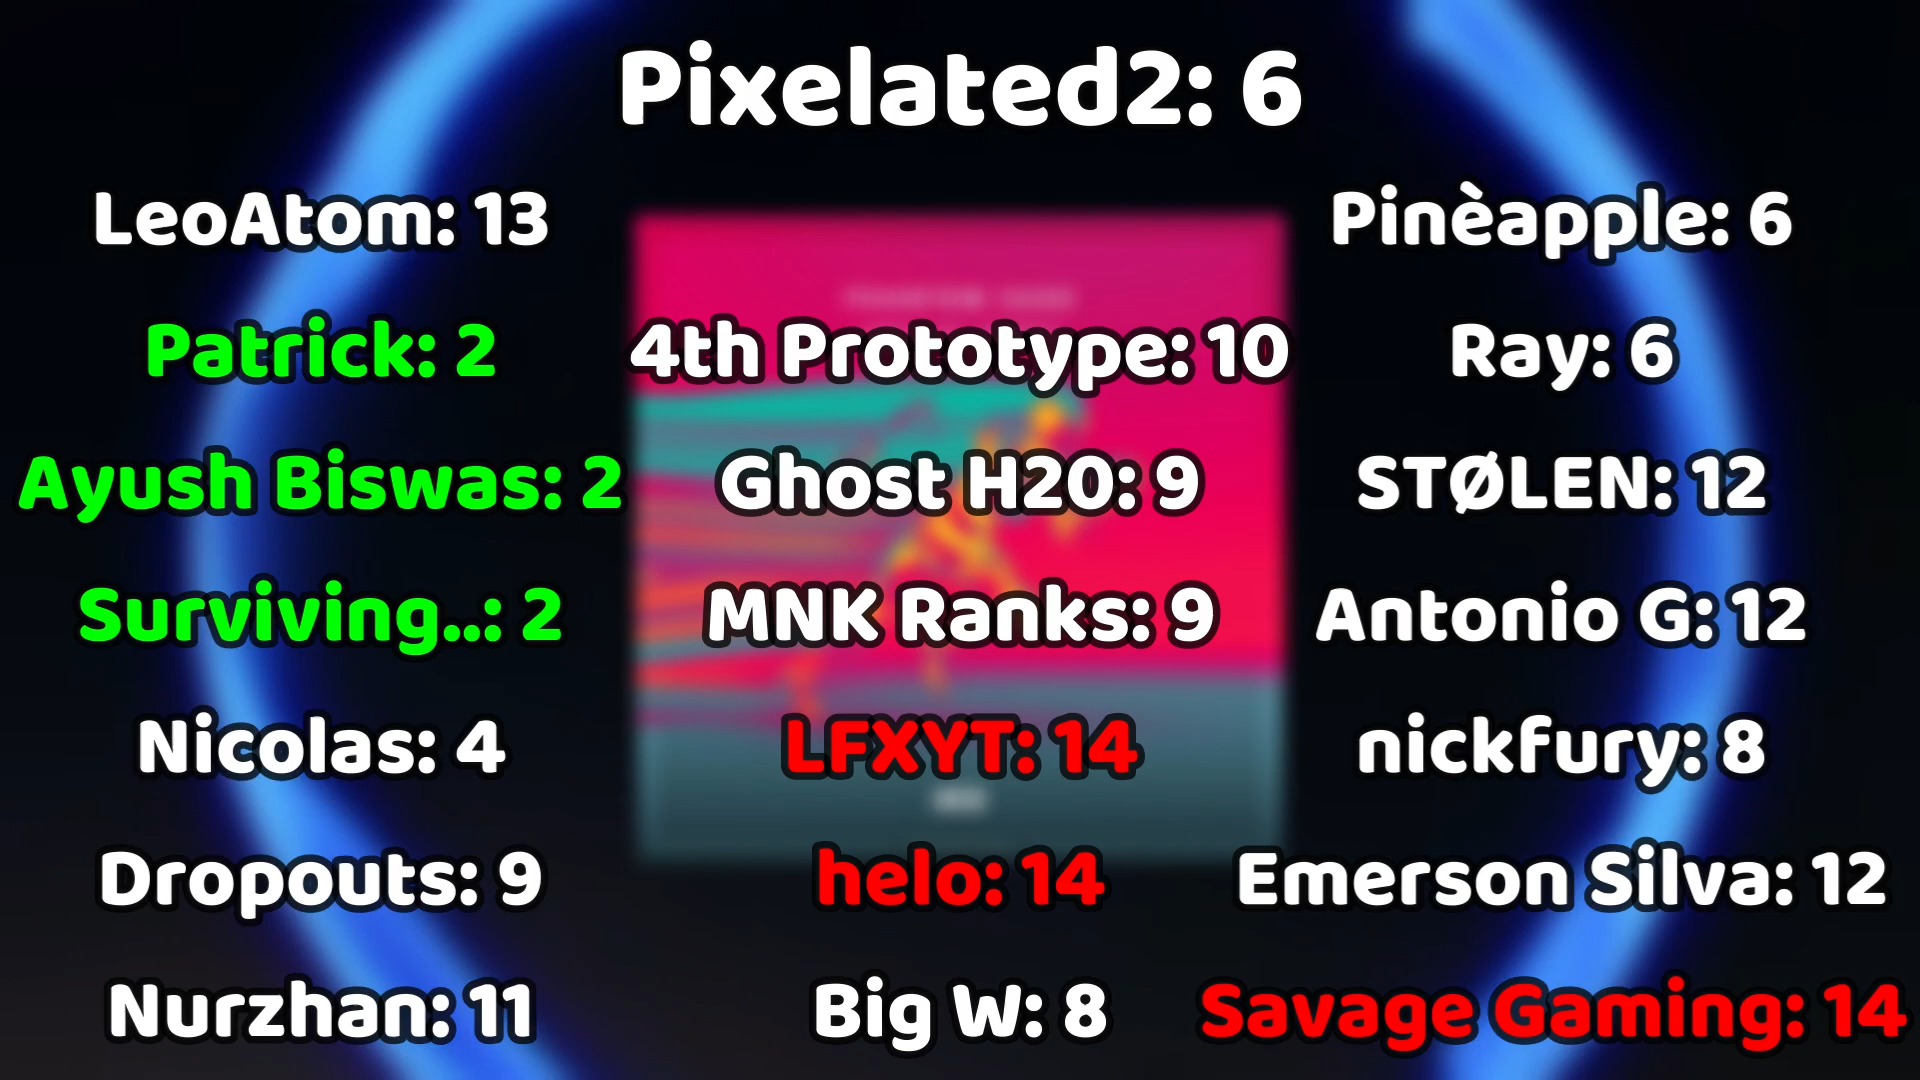 Pixelated2: 6
LeoAtom: 13
Patrick: 2
Ayush Biswas: 2
Surviving..: 2
Nicolas: 4
Dropouts: 9
Nurzhan: 11
4th Prototype: 10
Ghost H20: 9
MNK Ranks: 9
LFXYT: 14
helo: 14
Big W: 8
Pinèapple: 6
Ray: 6
STØLEN: 12
Antonio G: 12
nickfury: 8
Emerson Silva: 12
Savage Gaming: 14